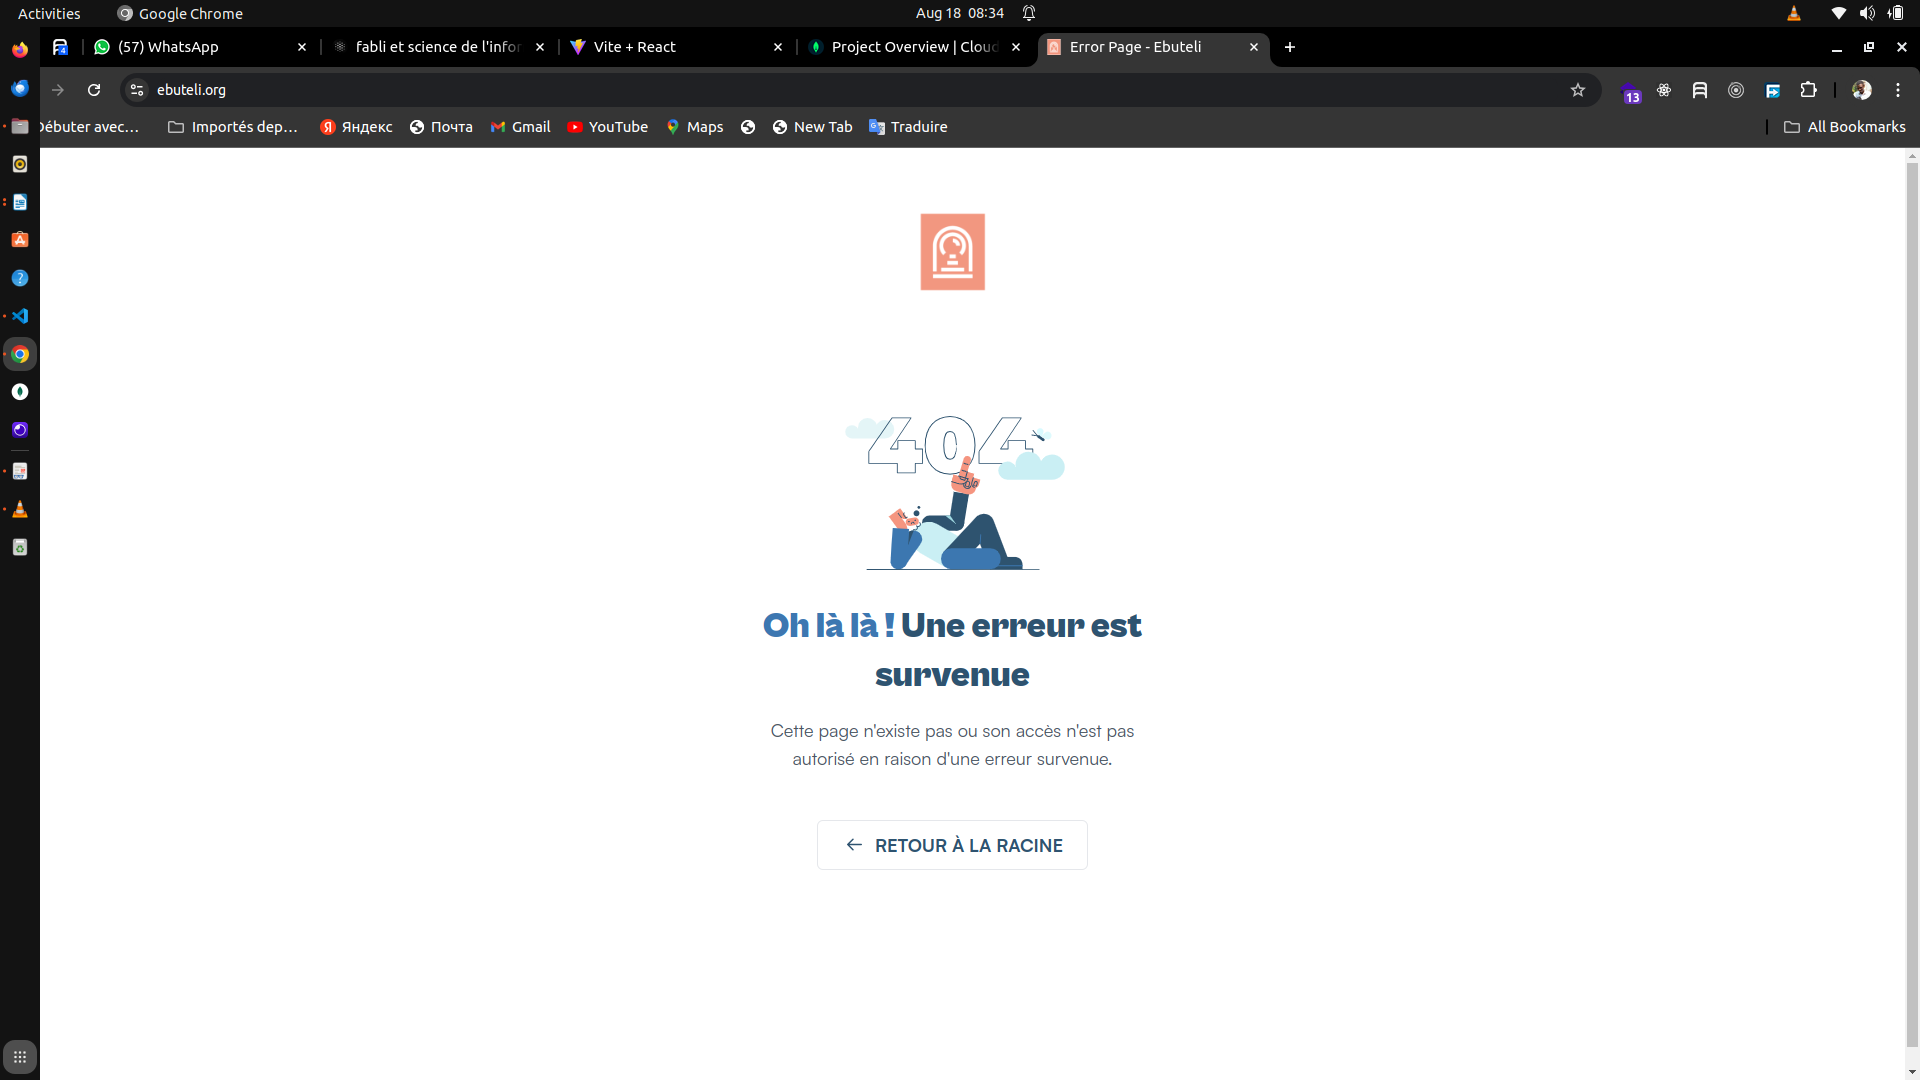 Activities
Google Chrome
Aug 18 08:34
4
(57) WhatsApp
fabli et science de l'infor
Vite + React
Project Overview | Cloud
Error Page - Ebuteli
ebuteli.org
13
Débuter avec...
Importés dep...
Яндекс
Почта
Gmail
YouTube
Maps
New Tab
Traduire
All Bookmarks
404
Oh là là ! Une erreur est
survenue
Cette page n'existe pas ou son accès n'est pas
autorisé en raison d'une erreur survenue.
RETOUR À LA RACINE